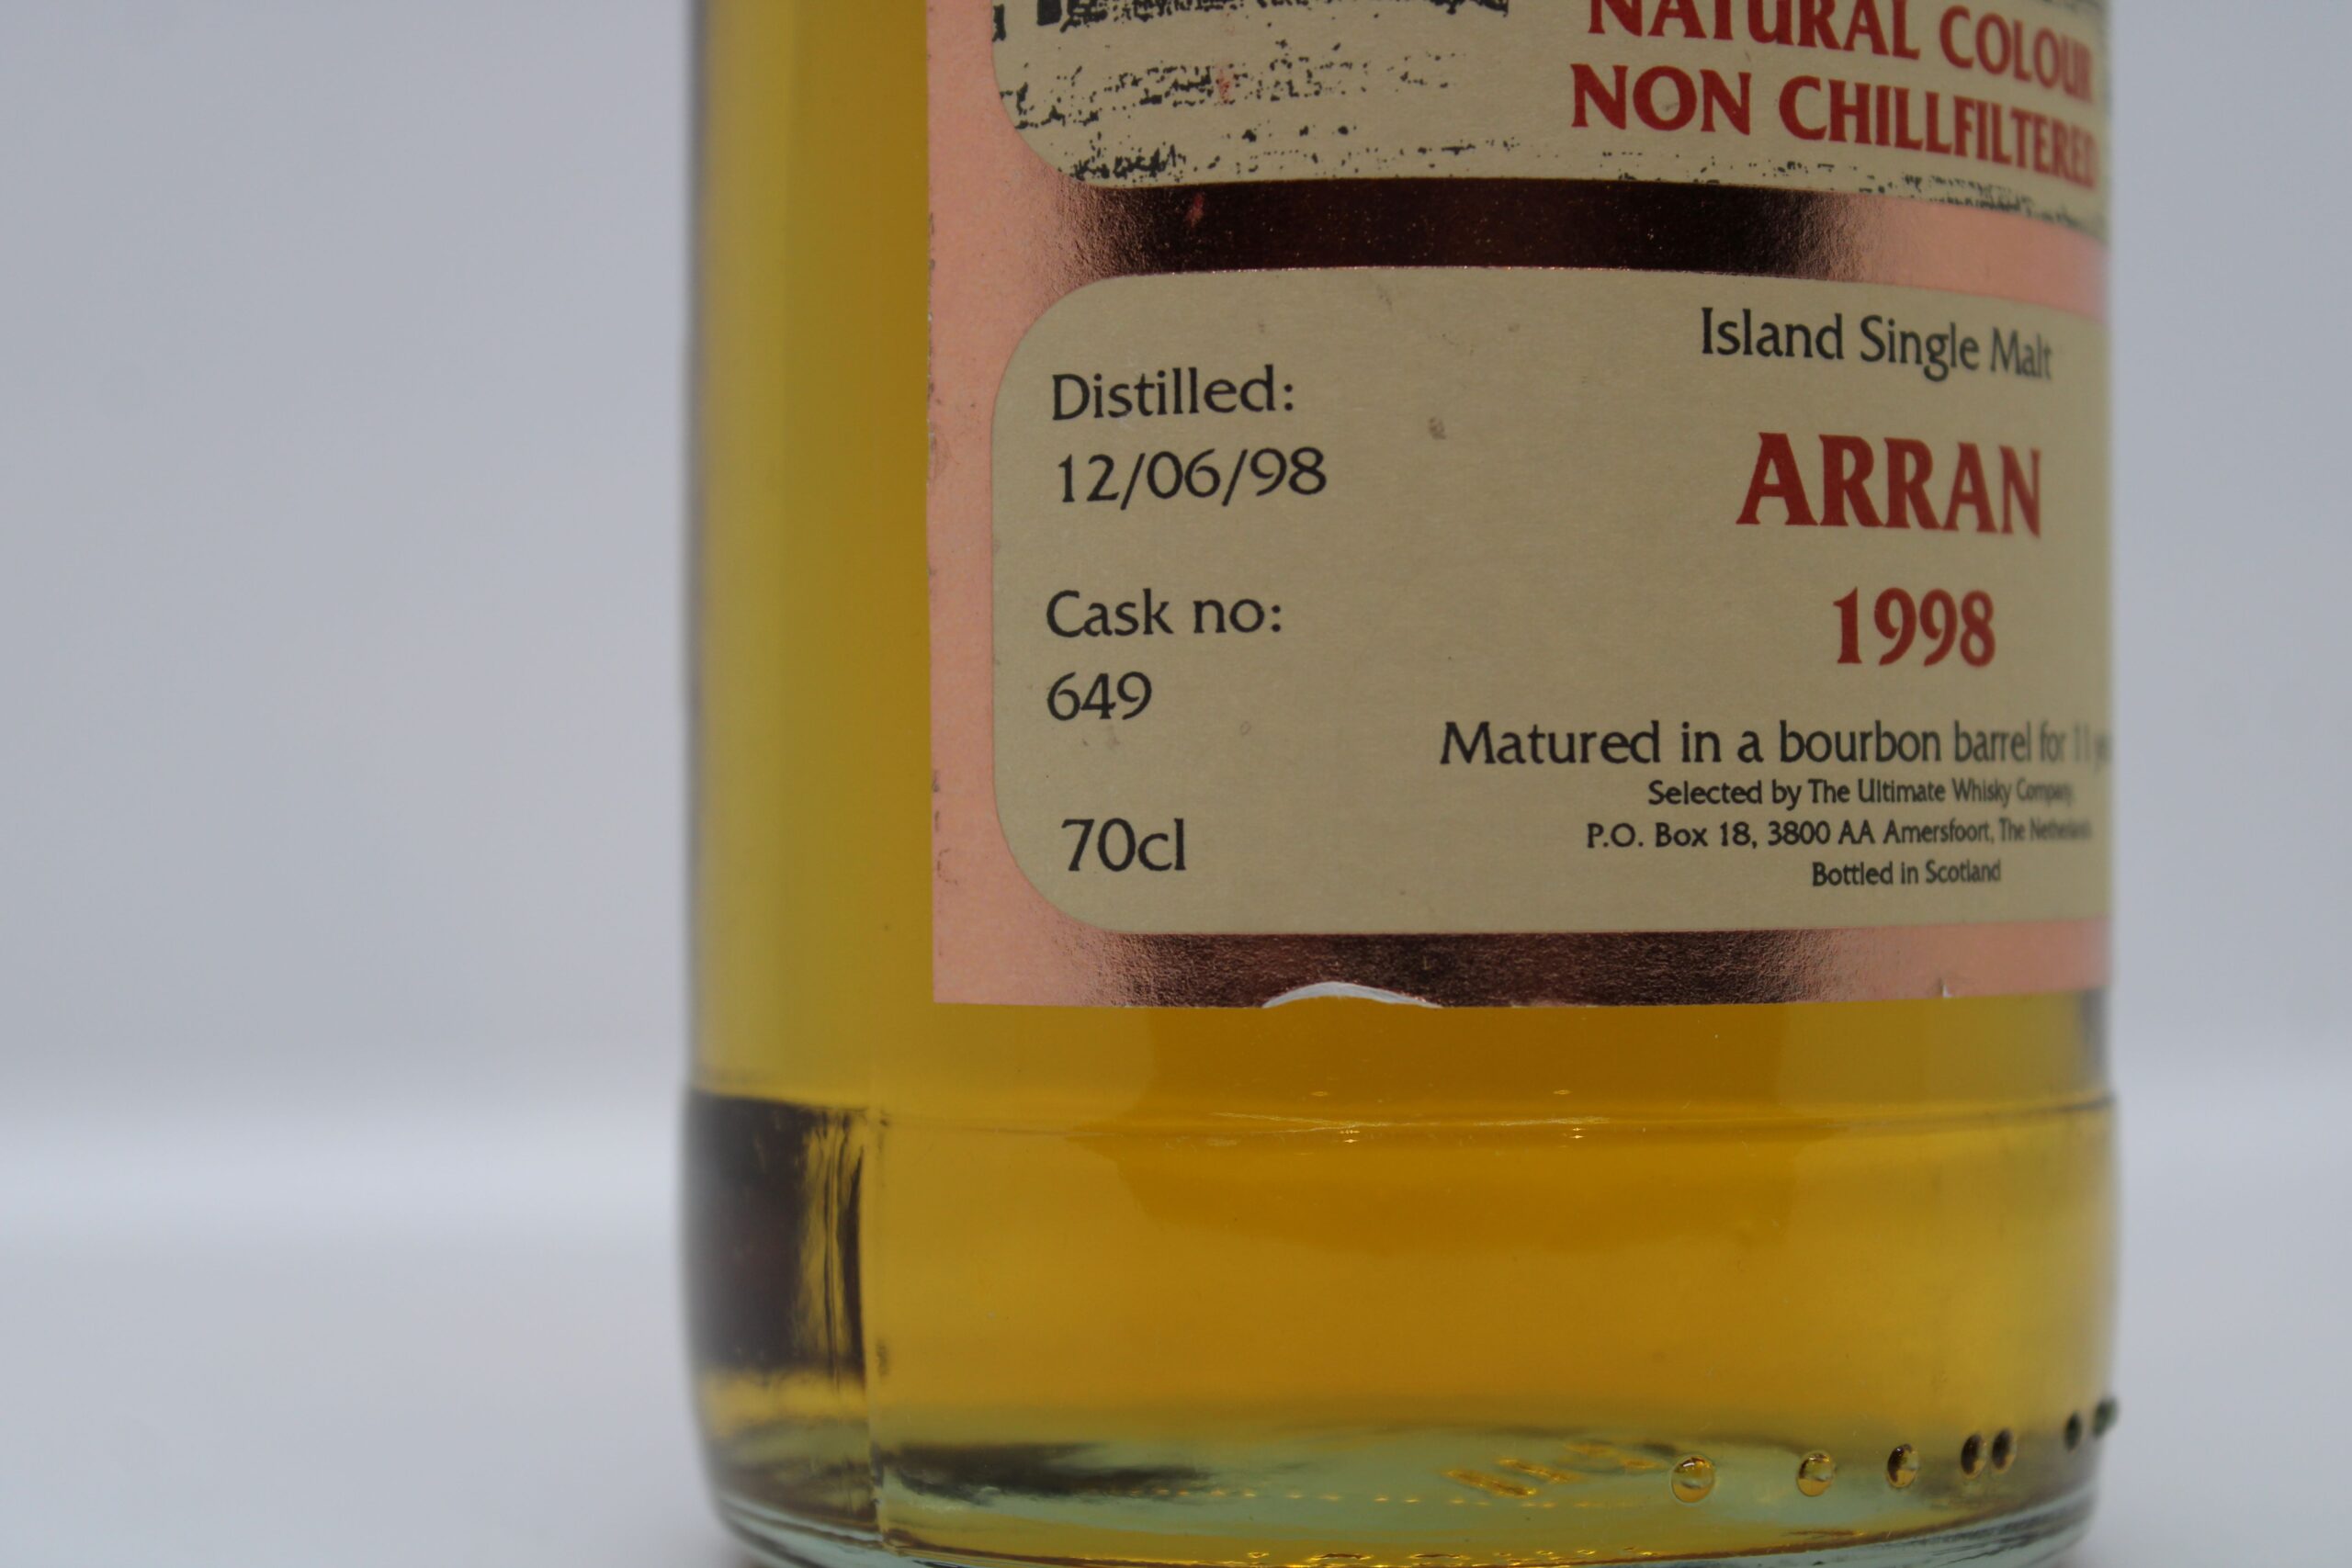 NATURAL COLOUR
NON CHILLFILTERED
Distilled:
12/06/98
Cask no:
649
70cl
Island Single Malt
ARRAN
1998
Matured in a bourbon barrel for 11
Selected by The Ultimate Whisky Company,
P.O. Box 18, 3800 AA Amersfoort, The Netherlands
Bottled in Scotland